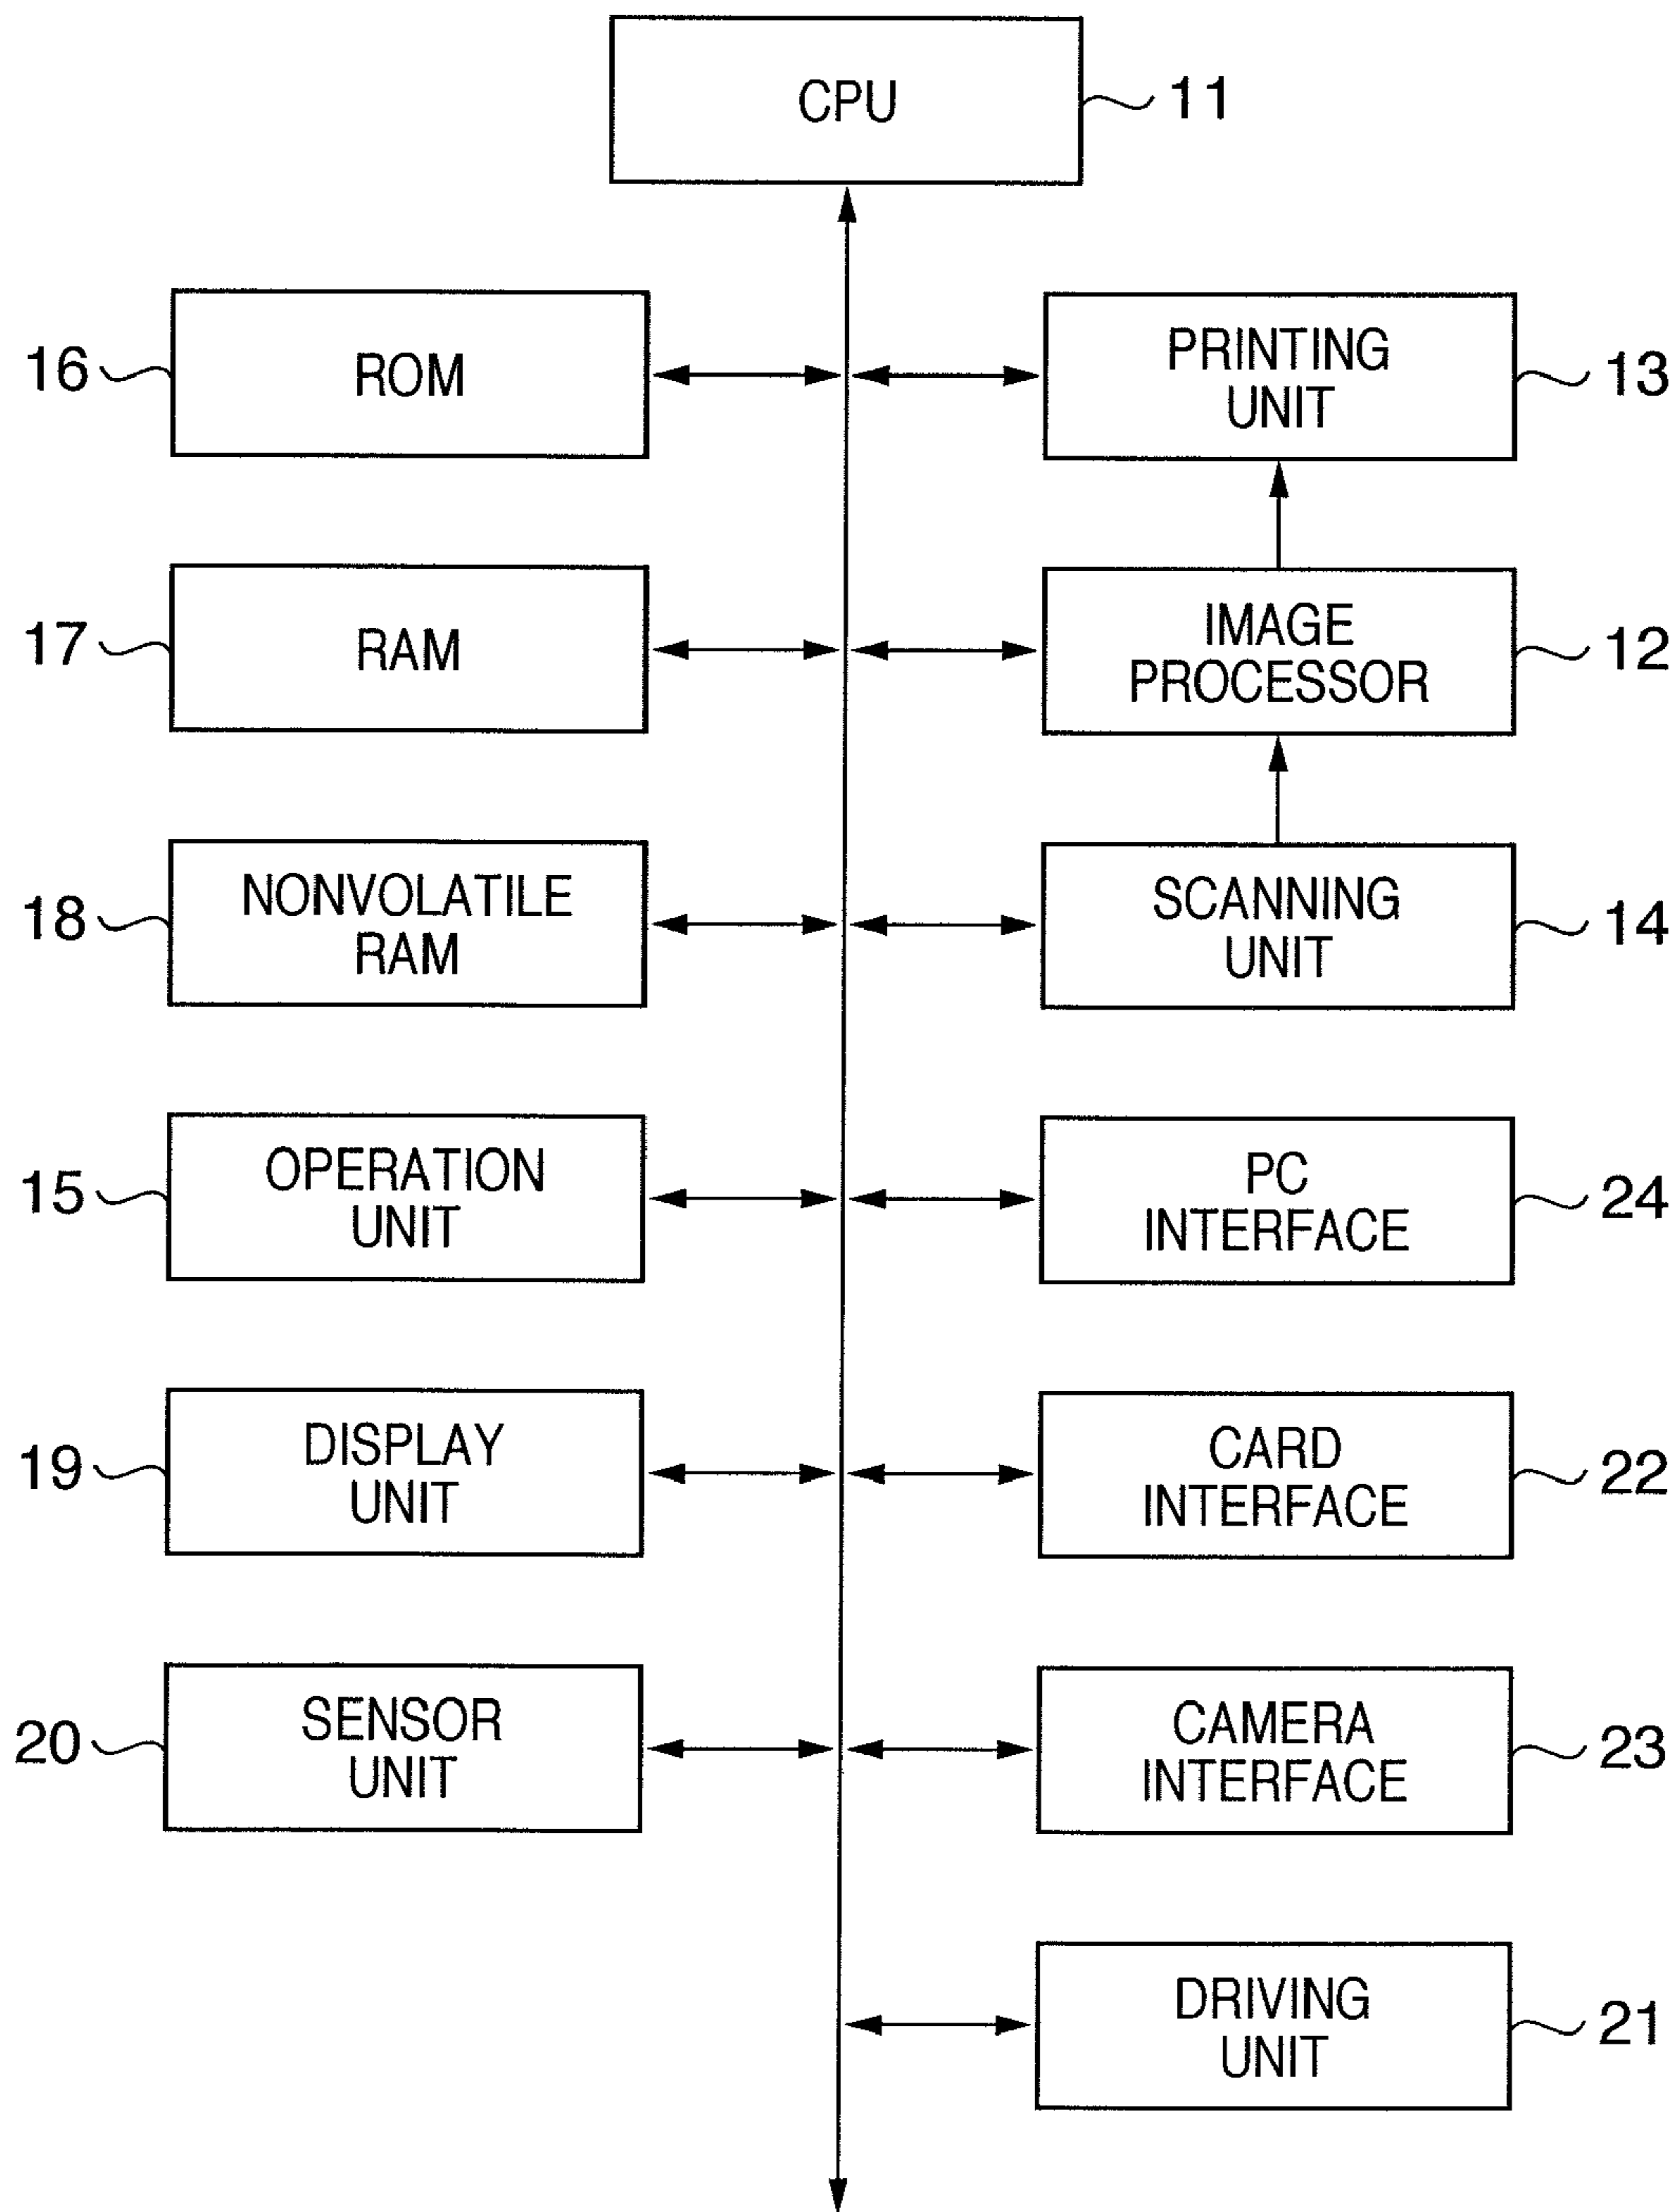 CPU
11
16
ROM
PRINTING
UNIT
13
17
RAM
IMAGE
PROCESSOR
12
18
NONVOLATILE
RAM
SCANNING
UNIT
14
15
OPERATION
UNIT
PC
INTERFACE
24
19
DISPLAY
UNIT
CARD
INTERFACE
22
20
SENSOR
UNIT
CAMERA
INTERFACE
23
DRIVING
UNIT
21